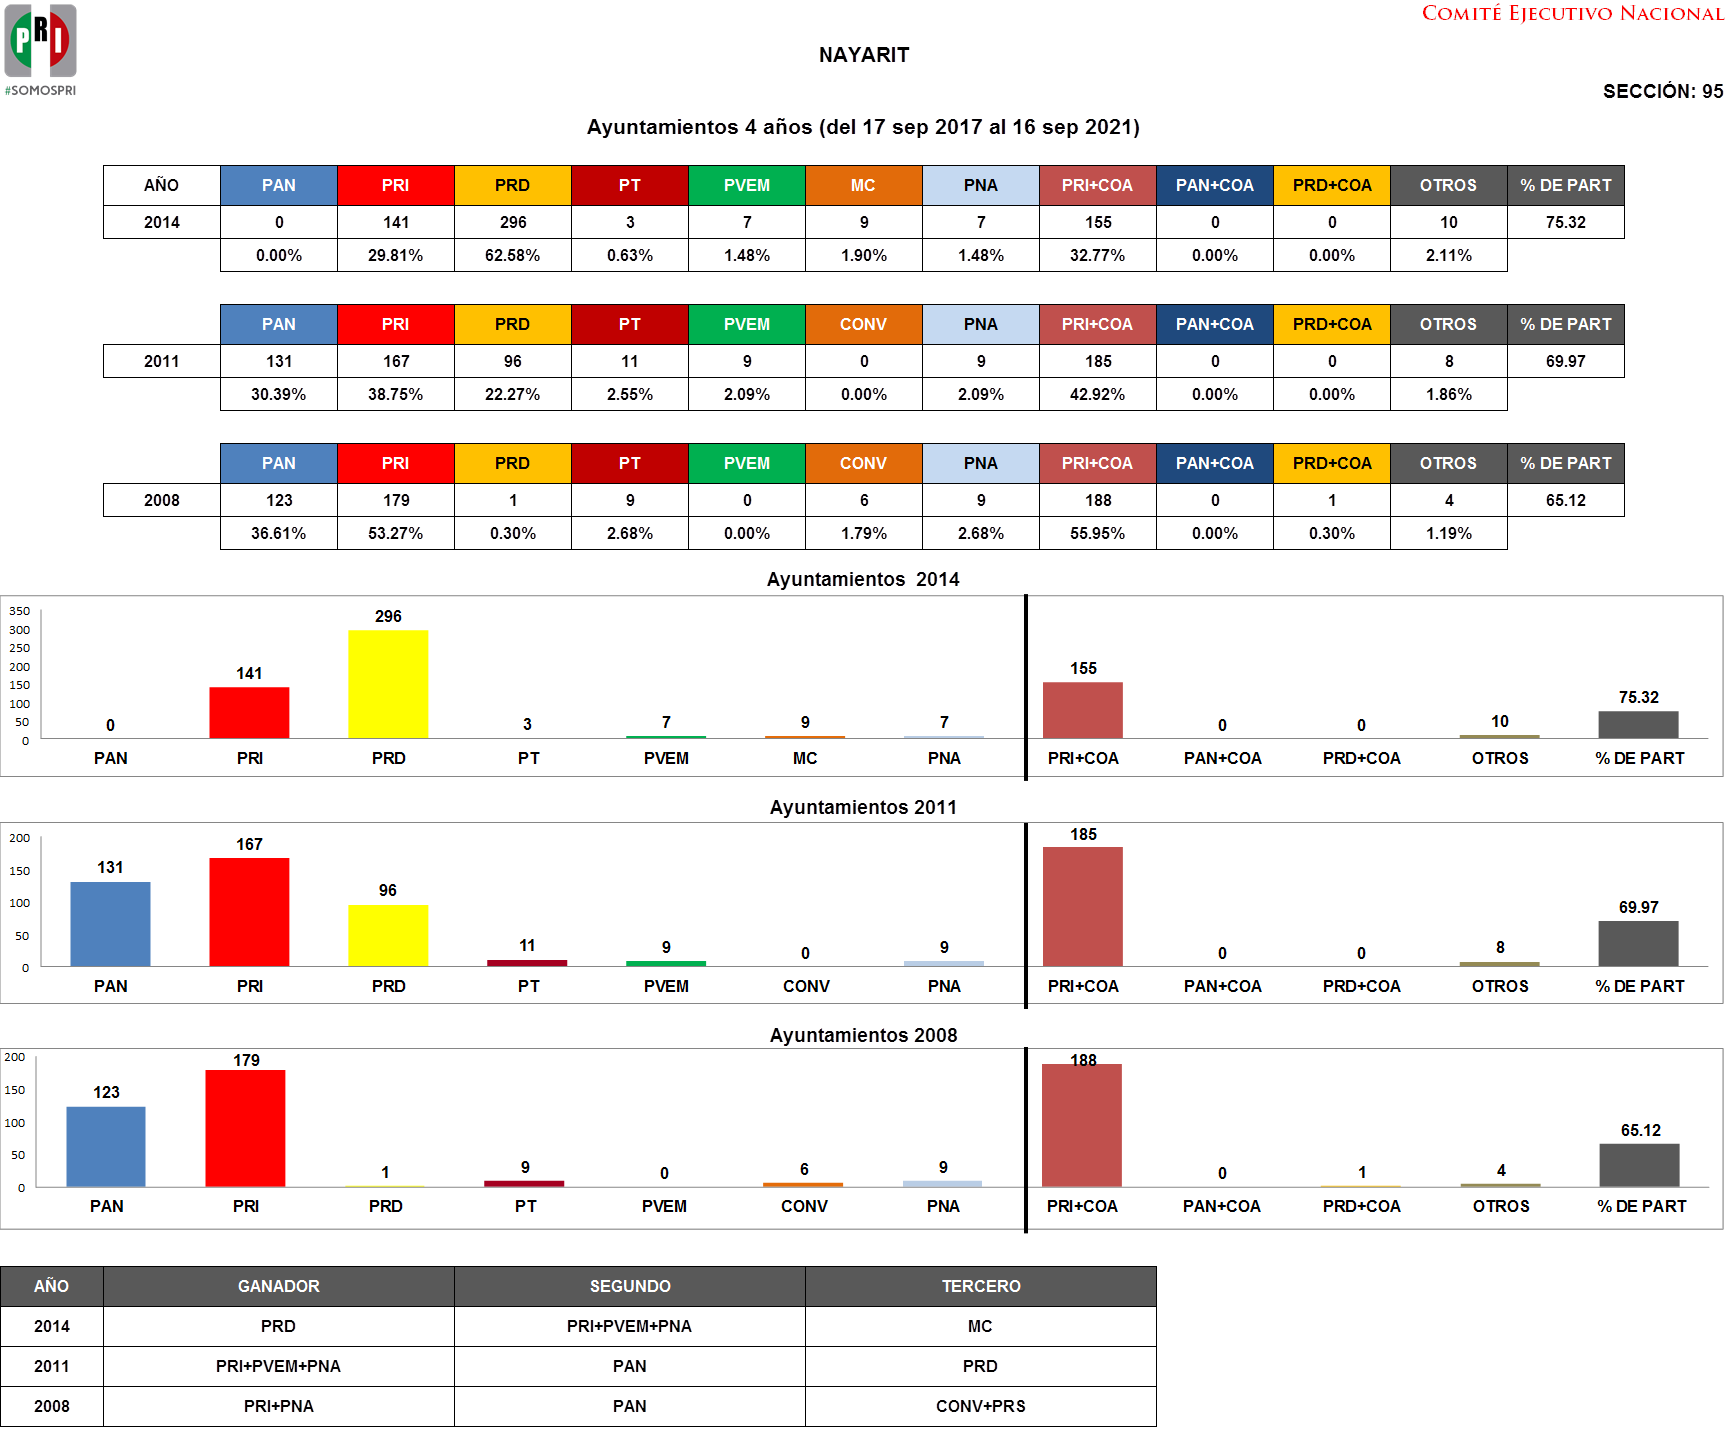 PRI
#SOMOSPRI
COMITÉ EJECUTIVO NACIONAL
NAYARIT
SECCIÓN: 95
Ayuntamientos 4 años (del 17 sep 2017 al 16 sep 2021)
AÑO PAN PRI PRD PT PVEM MC PNA PRI+COA PAN+COA PRD+COA OTROS % DE PART
2014 0 141 296 3 7 9 7 155 0 0 10 75.32
0.00% 29.81% 62.58% 0.63% 1.48% 1.90% 1.48% 32.77% 0.00% 0.00% 2.11%
PAN PRI PRD PT PVEM CONV PNA PRI+COA PAN+COA PRD+COA OTROS % DE PART
2011 131 167 96 11 9 0 9 185 0 0 8 69.97
30.39% 38.75% 22.27% 2.55% 2.09% 0.00% 2.09% 42.92% 0.00% 0.00% 1.86%
PAN PRI PRD PT PVEM CONV PNA PRI+COA PAN+COA PRD+COA OTROS % DE PART
2008 123 179 1 9 0 6 9 188 0 1 4 65.12
36.61% 53.27% 0.30% 2.68% 0.00% 1.79% 2.68% 55.95% 0.00% 0.30% 1.19%
Ayuntamientos 2014
350
300
250
200
150
100
50
0
0 141 296 3 7 9 7 155 0 0 10 75.32
PAN PRI PRD PT PVEM MC PNA PRI+COA PAN+COA PRD+COA OTROS % DE PART
Ayuntamientos 2011
200
150
100
50
0
131 167 96 11 9 0 9 185 0 0 8 69.97
PAN PRI PRD PT PVEM CONV PNA PRI+COA PAN+COA PRD+COA OTROS % DE PART
Ayuntamientos 2008
200
150
100
50
0
123 179 1 9 0 6 9 188 0 1 4 65.12
PAN PRI PRD PT PVEM CONV PNA PRI+COA PAN+COA PRD+COA OTROS % DE PART
AÑO GANADOR SEGUNDO TERCERO
2014 PRD PRI+PVEM+PNA MC
2011 PRI+PVEM+PNA PAN PRD
2008 PRI+PNA PAN CONV+PRS